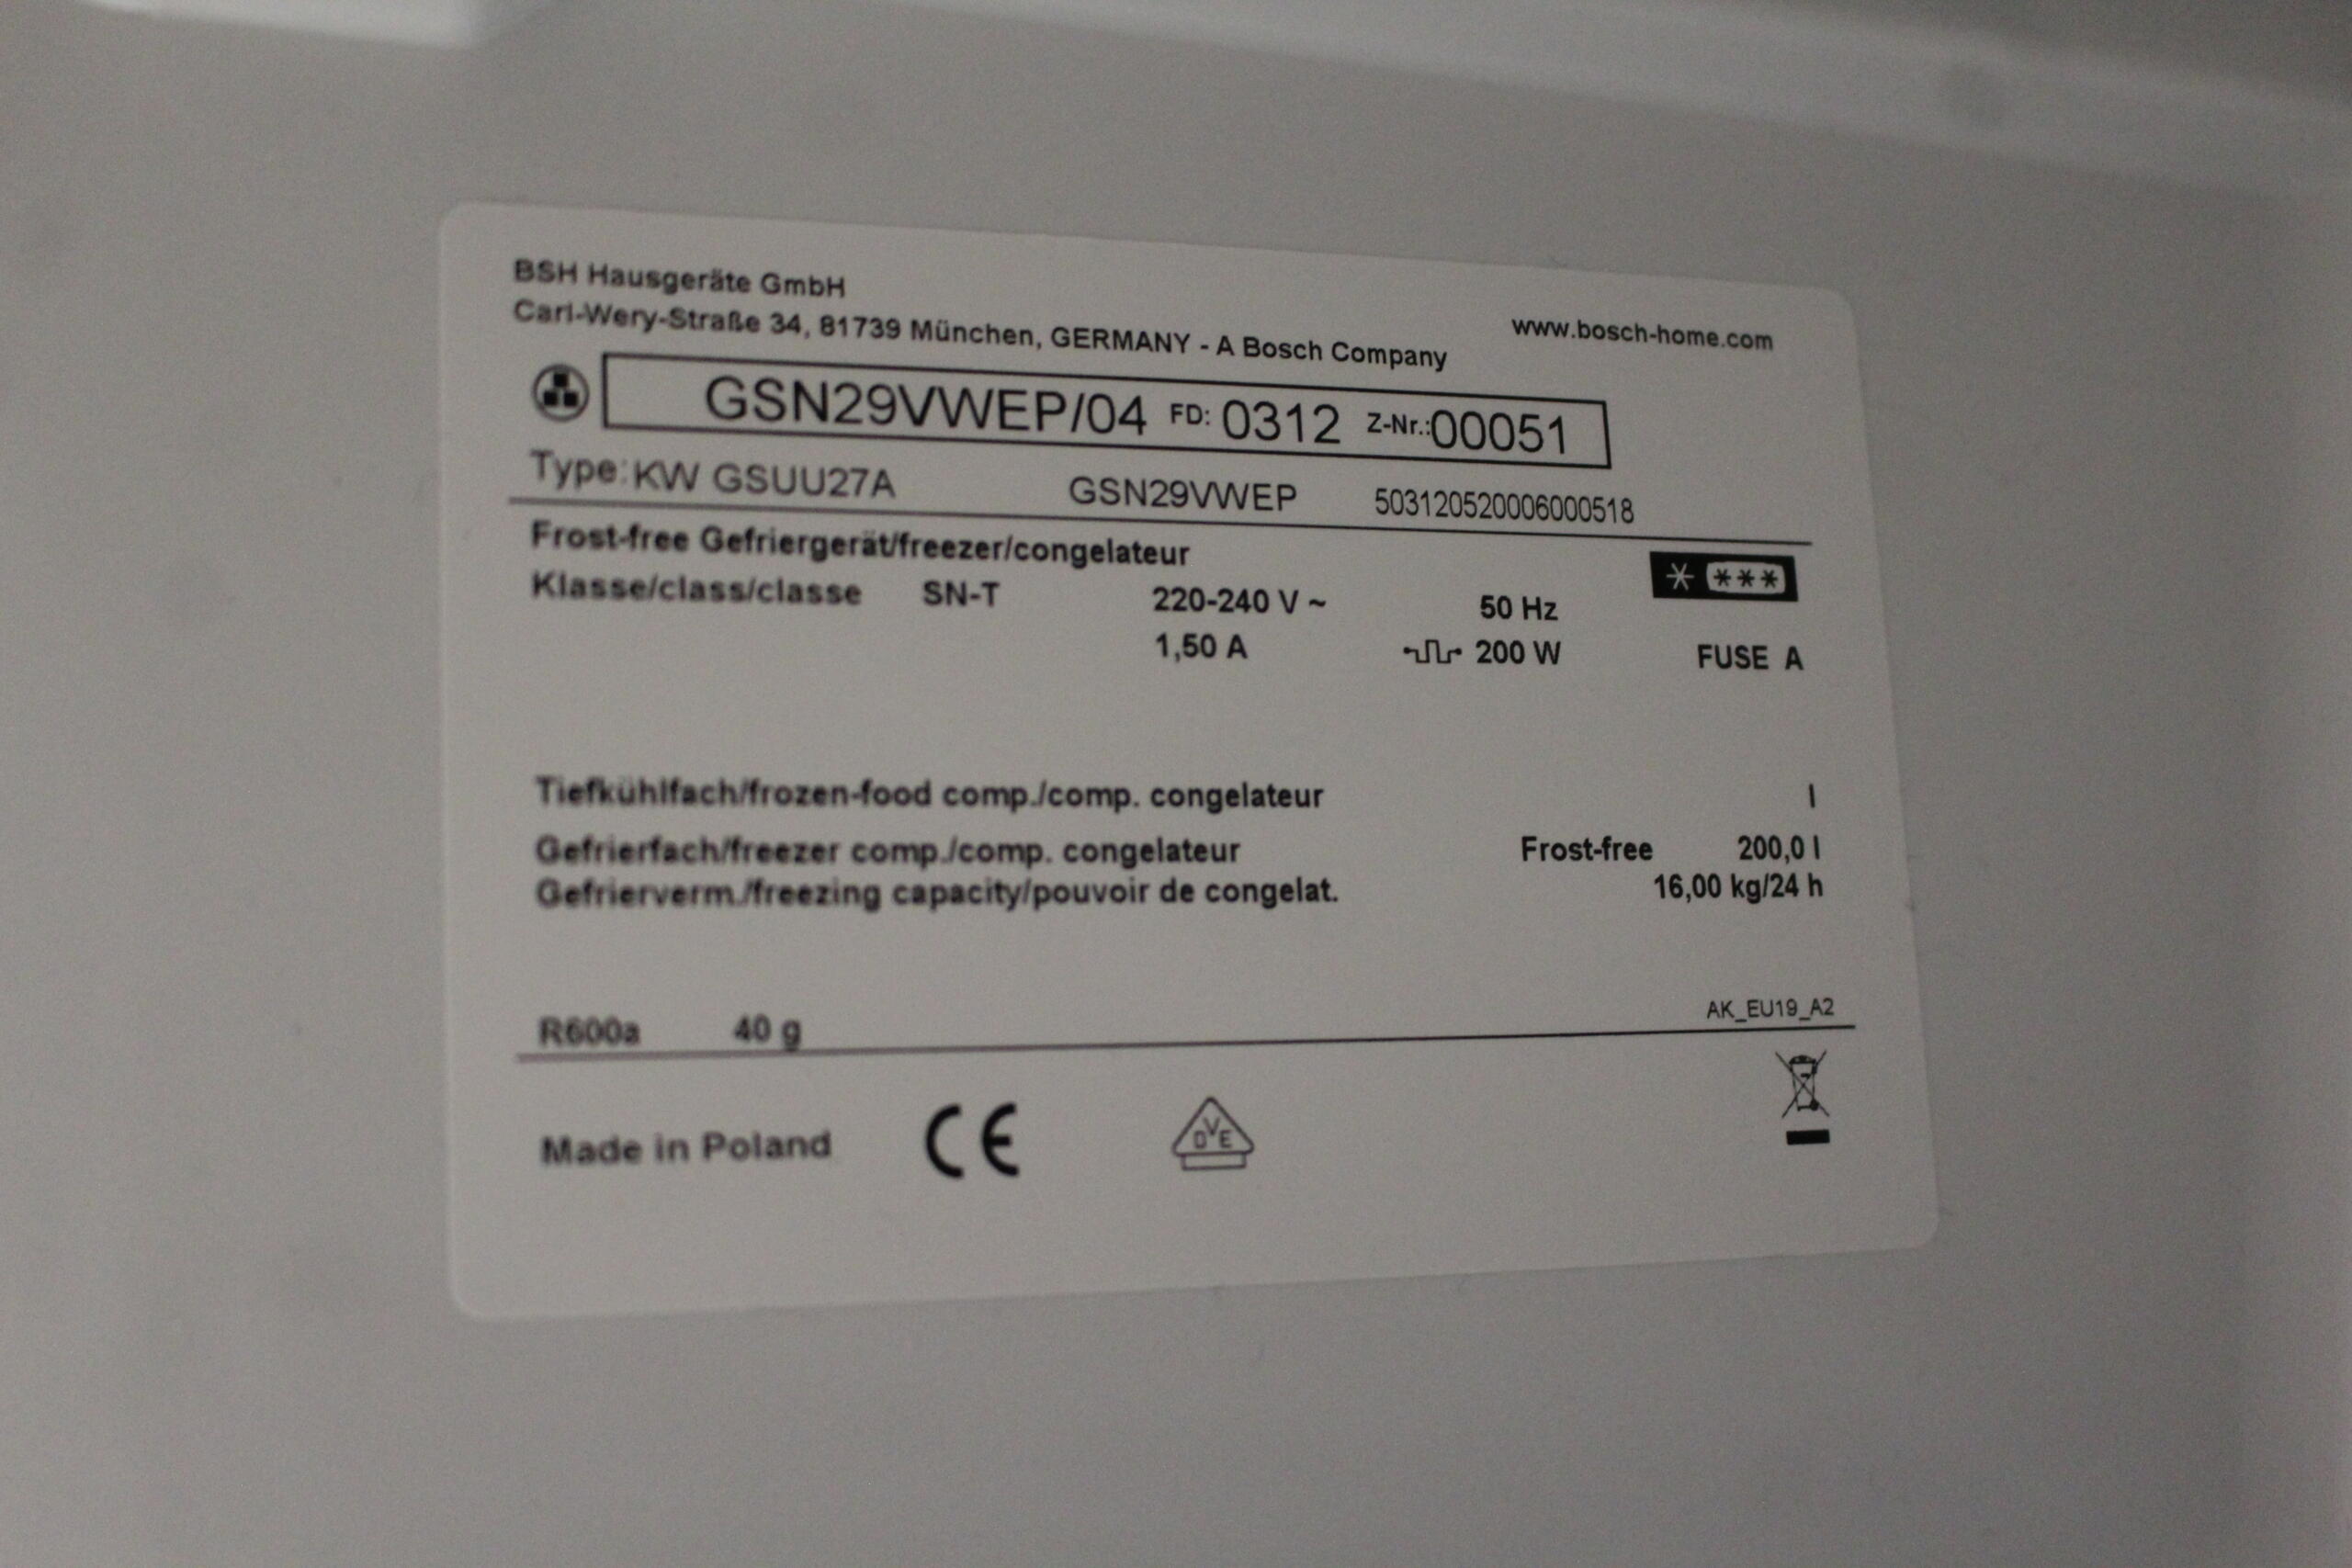 BSH Hausgeräte GmbH
Carl-Wery-Straße 34, 81739 München, GERMANY - A Bosch Company
www.bosch-home.com
GSN29VWEP/04 FD: 0312 Z-Nr.:00051
Type: KW GSUU27A GSN29VWEP 503120520006000518
Frost-free Gefriergerät/freezer/congelateur
* ***
Klasse/class/classe SN-T 220-240 V ~ 50 Hz
1,50 A 200 W FUSE A
Tiefkühlfach/frozen-food comp./comp. congelateur l
Gefrierfach/freezer comp./comp. congelateur Frost-free 200,0 l
Gefrierverm./freezing capacity/pouvoir de congelat. 16,00 kg/24 h
R600a 40 g AK_EU19_A2
Made in Poland CE DVE